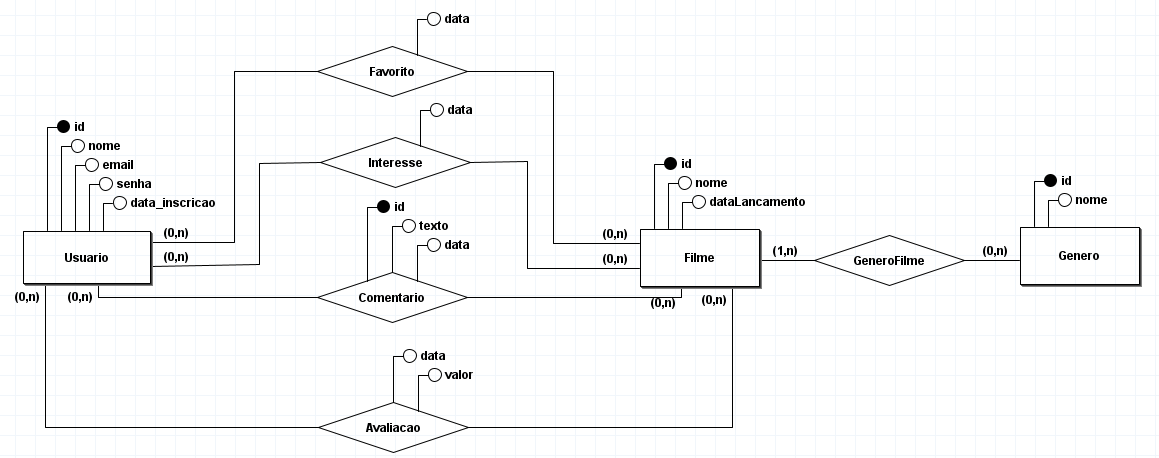 data
Favorito
data
Interesse
id
nome
email
senha
data_inscricao
Usuario
(0,n)
(0,n)
(0,n)
(0,n)
id
texto
data
Comentario
data
valor
Avaliacao
id
nome
dataLancamento
Filme
(0,n)
(0,n)
(0,n)
(0,n)
(1,n)
GeneroFilme
(0,n)
id
nome
Genero